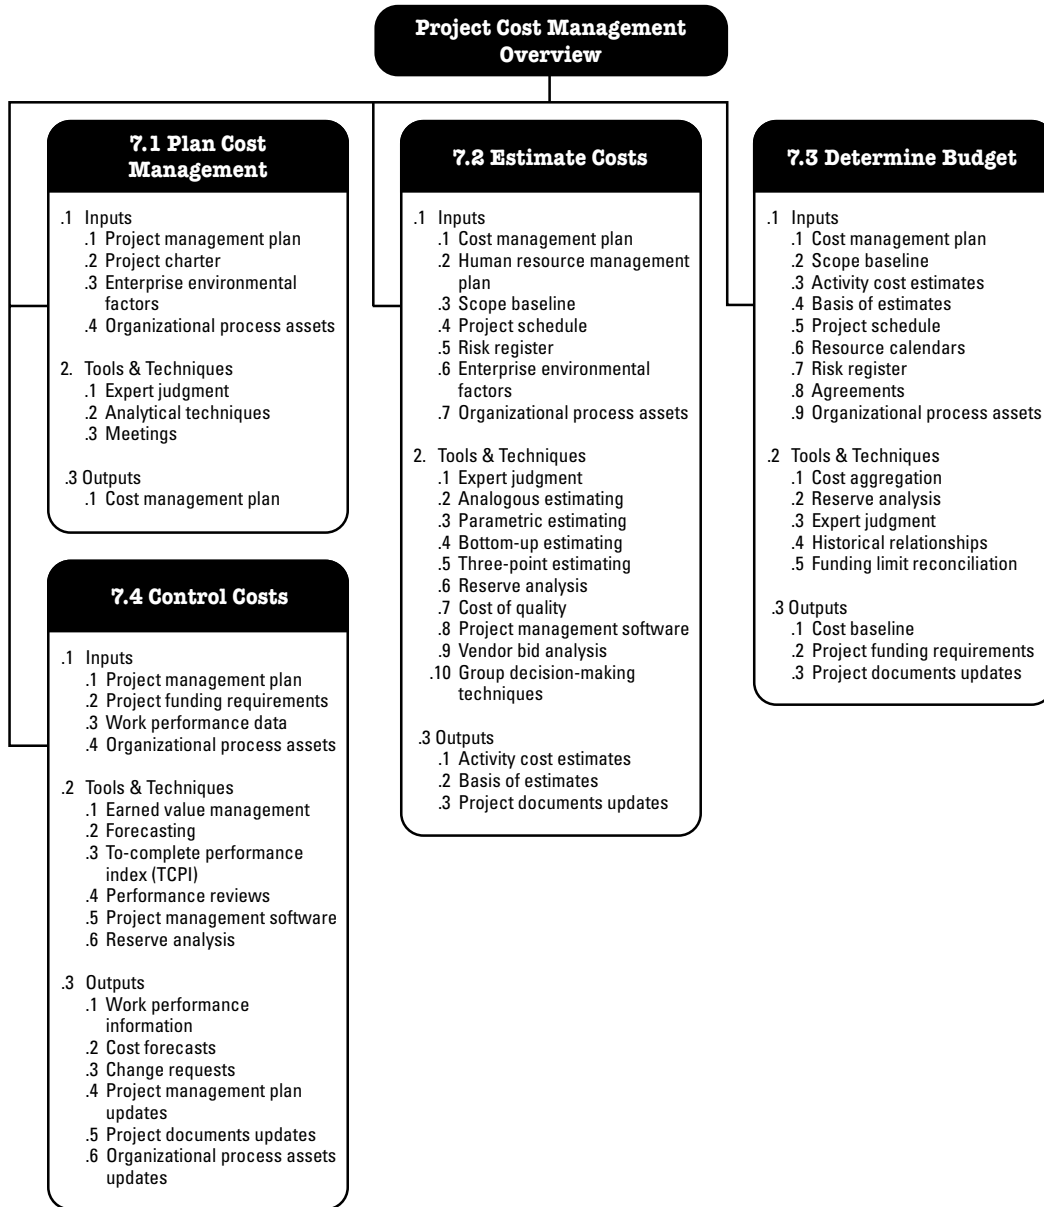 Project Cost Management
Overview
7.1 Plan Cost
Management
.1 Inputs
.1 Project management plan
.2 Project charter
.3 Enterprise environmental
factors
.4 Organizational process assets
2. Tools & Techniques
.1 Expert judgment
.2 Analytical techniques
.3 Meetings
.3 Outputs
.1 Cost management plan
7.2 Estimate Costs
.1 Inputs
.1 Cost management plan
.2 Human resource management
plan
.3 Scope baseline
.4 Project schedule
.5 Risk register
.6 Enterprise environmental
factors
.7 Organizational process assets
2. Tools & Techniques
.1 Expert judgment
.2 Analogous estimating
.3 Parametric estimating
.4 Bottom-up estimating
.5 Three-point estimating
.6 Reserve analysis
.7 Cost of quality
.8 Project management software
.9 Vendor bid analysis
.10 Group decision-making
techniques
.3 Outputs
.1 Activity cost estimates
.2 Basis of estimates
.3 Project documents updates
7.3 Determine Budget
.1 Inputs
.1 Cost management plan
.2 Scope baseline
.3 Activity cost estimates
.4 Basis of estimates
.5 Project schedule
.6 Resource calendars
.7 Risk register
.8 Agreements
.9 Organizational process assets
.2 Tools & Techniques
.1 Cost aggregation
.2 Reserve analysis
.3 Expert judgment
.4 Historical relationships
.5 Funding limit reconciliation
.3 Outputs
.1 Cost baseline
.2 Project funding requirements
.3 Project documents updates
7.4 Control Costs
.1 Inputs
.1 Project management plan
.2 Project funding requirements
.3 Work performance data
.4 Organizational process assets
.2 Tools & Techniques
.1 Earned value management
.2 Forecasting
.3 To-complete performance
index (TCPI)
.4 Performance reviews
.5 Project management software
.6 Reserve analysis
.3 Outputs
.1 Work performance
information
.2 Cost forecasts
.3 Change requests
.4 Project management plan
updates
.5 Project documents updates
.6 Organizational process assets
updates